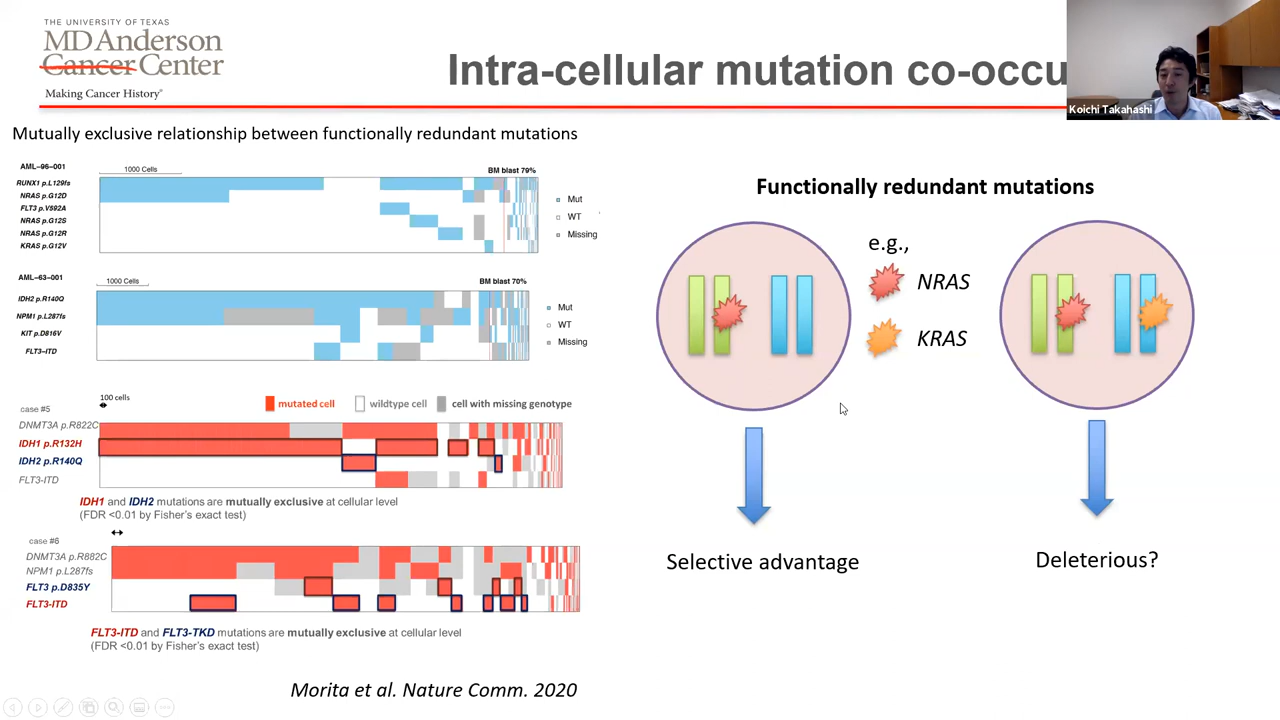 THE UNIVERSITY OF TEXAS
MD Anderson
Cancer Center
Making Cancer History®
Intra-cellular mutation co-occu
Koichi Takahashi
Mutually exclusive relationship between functionally redundant mutations
AML-96-001
1000 Cells
BM blast 79%
RUNX1 p.L129fs
NRAS p.G12D
FLT3 p.V592A
NRAS p.G12S
NRAS p.G12R
KRAS p.G12V
Mut
WT
Missing
AML-63-001
1000 Cells
BM blast 70%
IDH2 p.R140Q
NPM1 p.L287fs
KIT p.D816V
FLT3-ITD
Mut
WT
Missing
100 cells
mutated cell
wildtype cell
cell with missing genotype
case #5
DNMT3A p.R822C
IDH1 p.R132H
IDH2 p.R140Q
FLT3-ITD
IDH1 and IDH2 mutations are mutually exclusive at cellular level
(FDR <0.01 by Fisher's exact test)
case #6
DNMT3A p.R882C
NPM1 p.L287fs
FLT3 p.D835Y
FLT3-ITD
FLT3-ITD and FLT3-TKD mutations are mutually exclusive at cellular level
(FDR <0.01 by Fisher's exact test)
Morita et al. Nature Comm. 2020
Functionally redundant mutations
e.g.,
NRAS
KRAS
Selective advantage
Deleterious?